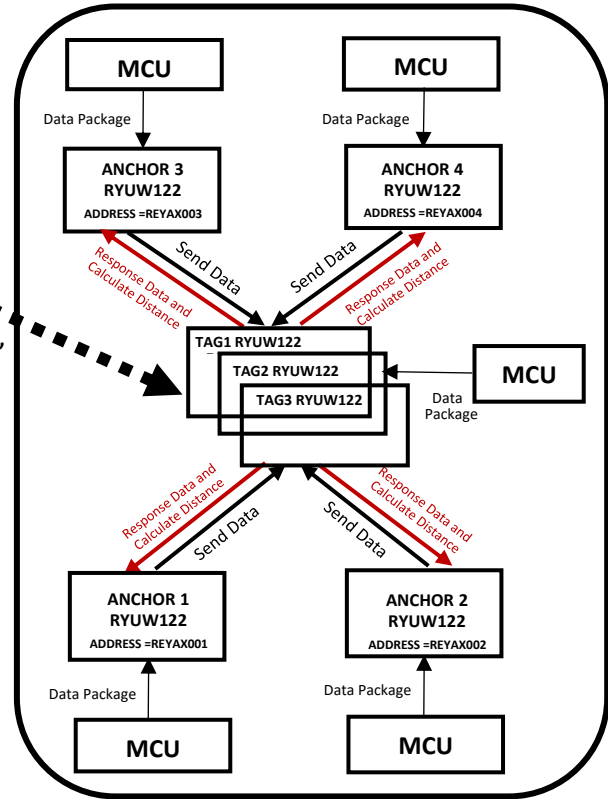 MCU
MCU
Data Package
Data Package
ANCHOR 3
RYUW122
ADDRESS =REYAX003
ANCHOR 4
RYUW122
ADDRESS =REYAX004
Send Data
Response Data and
Calculate Distance
Send Data
Response Data and
Calculate Distance
TAG1 RYUW122
TAG2 RYUW122
TAG3 RYUW122
MCU
Data
Package
Response Data and
Calculate Distance
Send Data
Response Data and
Calculate Distance
Send Data
ANCHOR 1
RYUW122
ADDRESS =REYAX001
ANCHOR 2
RYUW122
ADDRESS =REYAX002
Data Package
Data Package
MCU
MCU